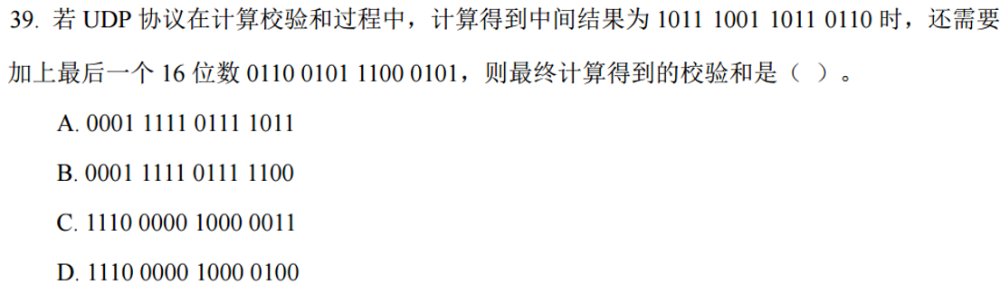 39. 若 UDP 协议在计算校验和过程中，计算得到中间结果为 1011 1001 1011 0110 时，还需要
加上最后一个 16 位数 0110 0101 1100 0101，则最终计算得到的校验和是（ ）。
A. 0001 1111 0111 1011
B. 0001 1111 0111 1100
C. 1110 0000 1000 0011
D. 1110 0000 1000 0100